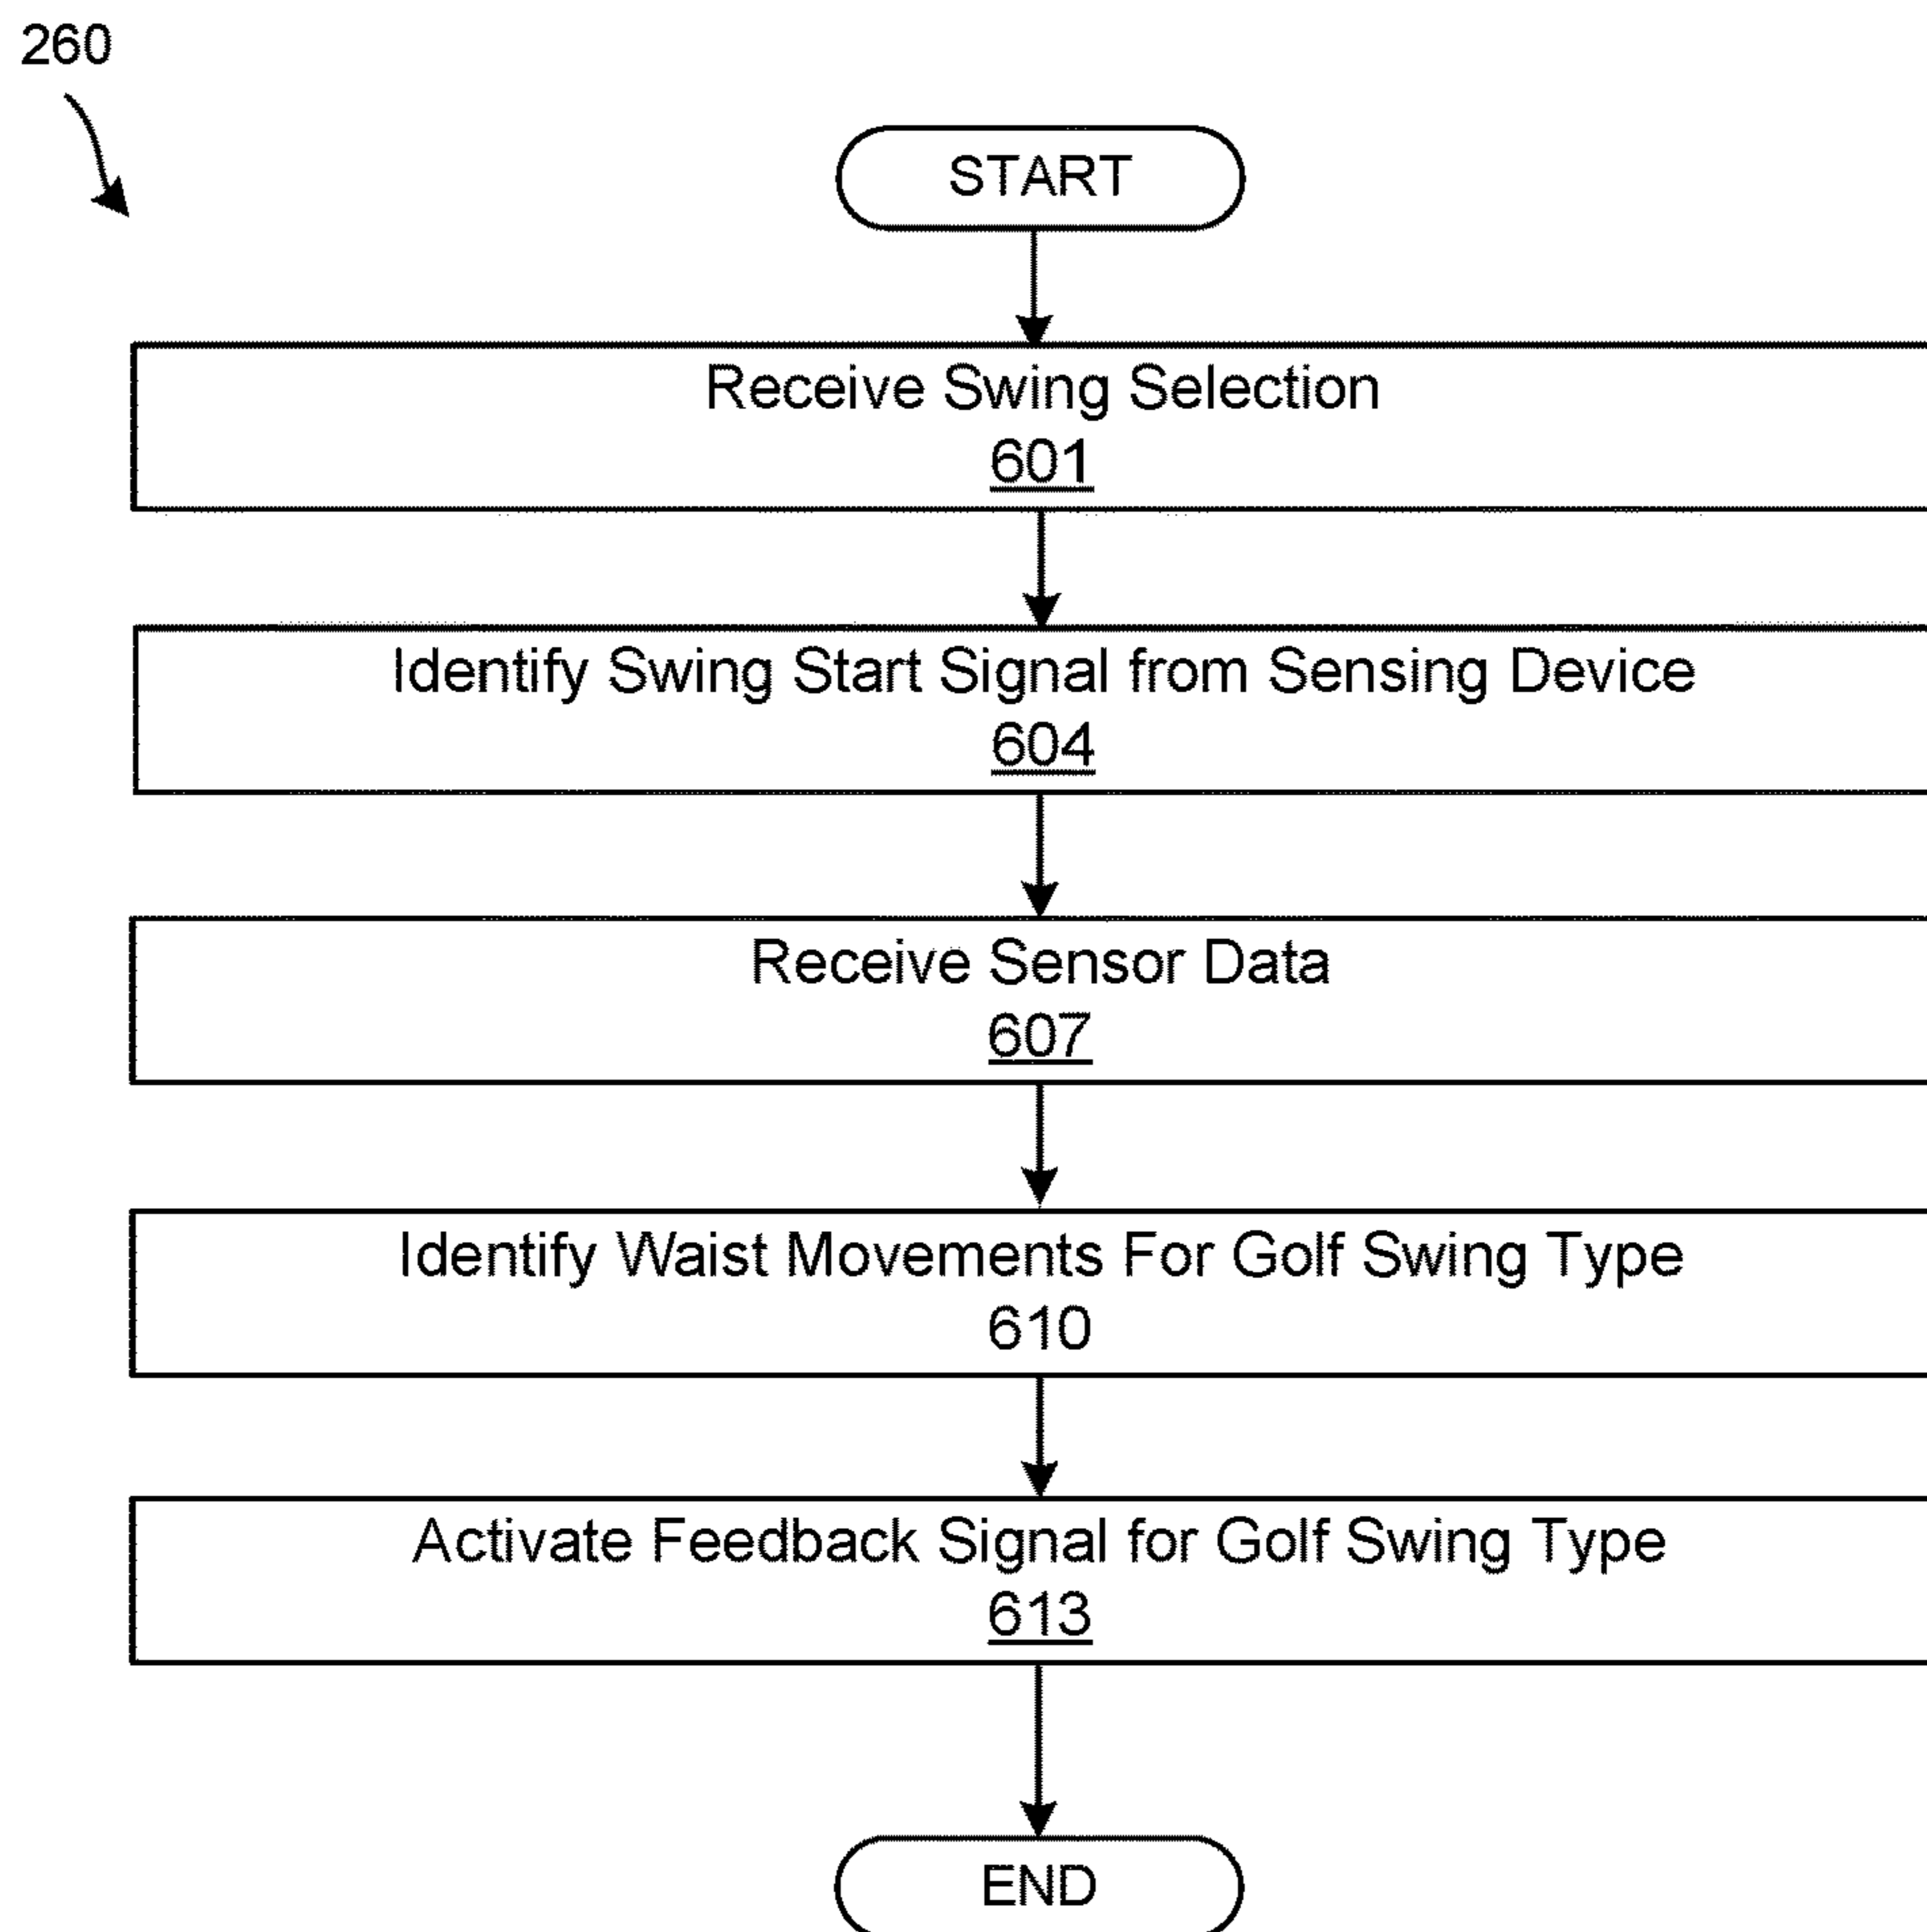 260
START
Receive Swing Selection
601
Identify Swing Start Signal from Sensing Device
604
Receive Sensor Data
607
Identify Waist Movements For Golf Swing Type
610
Activate Feedback Signal for Golf Swing Type
613
END